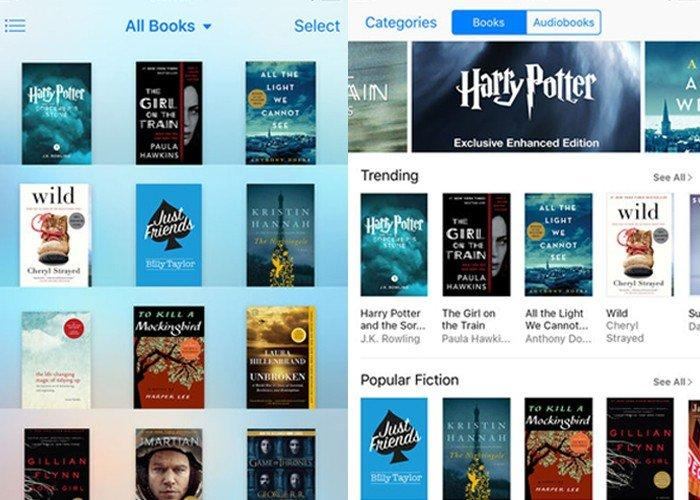 All Books
Select
Harry Potter
SORCERER'S
STONE
J.K. ROWLING
THE
GIRL
ON THE
TRAIN
PAULA
HAWKINS
ALL THE
LIGHT
WE
CANNOT
SEE
ANTHONY DOERR
wild
Cheryl Strayed
Just
Friends
Billy Taylor
KRISTIN
HANNAH
The Nightingale
the life-changing
magic of tidying up
TO KILL A
Mockingbird
HARPER LEE
LAURA
HILLENBRAND
UNBROKEN
GILLIAN
FLYNN
GONE GIRL
MARTIAN
GAME OF THRONES
GEORGE R.R.
Categories
Books
Audiobooks
AIN
Harry Potter
Exclusive Enhanced Edition
Trending
See All >
Harry Potter
SORCERER'S
STONE
J.K. ROWLING
THE
GIRL
ON THE
TRAIN
PAULA
HAWKINS
ALL THE
LIGHT
WE
CANNOT
SEE
ANTHONY DOERR
wild
Cheryl Strayed
Harry Potter
and the Sor...
J.K. Rowling
The Girl on
the Train
Paula Hawki...
All the Light
We Cannot...
Anthony Do...
Wild
Cheryl
Strayed
Su
Da
Popular Fiction
See All >
Just
Friends
Billy Taylor
KRISTIN
HANNAH
The Nightingale
TO KILL A
Mockingbird
GILLIAN
FLYNN